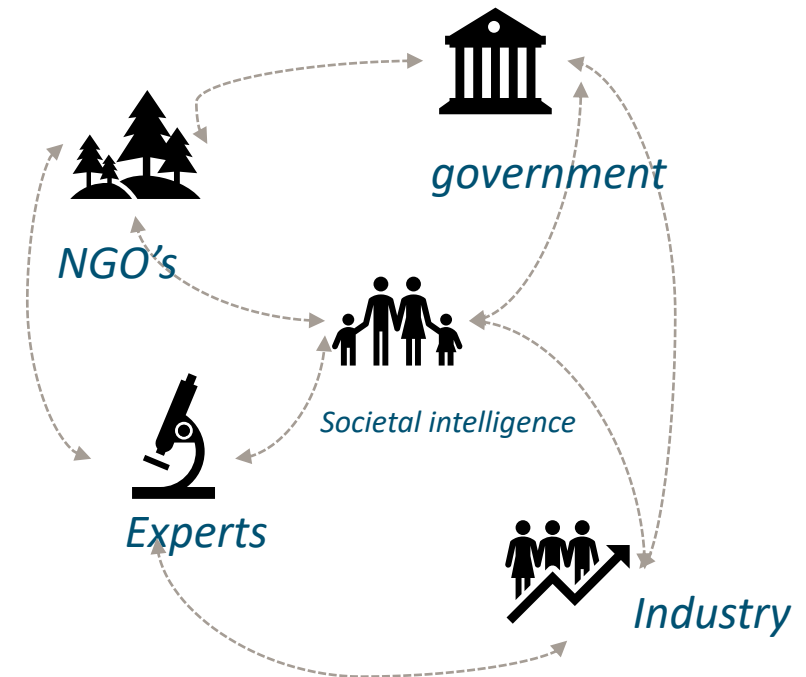 government
NGO's
Societal intelligence
Experts
Industry